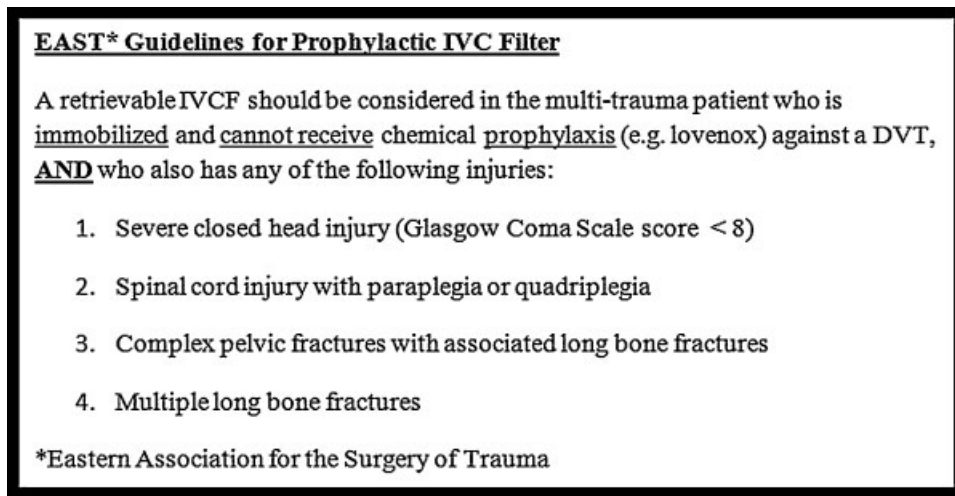 EAST* Guidelines for Prophylactic IVC Filter
A retrievable IVCF should be considered in the multi-trauma patient who is
immobilized and cannot receive chemical prophylaxis (e.g. lovenox) against a DVT,
AND who also has any of the following injuries:
1. Severe closed head injury (Glasgow Coma Scale score < 8)
2. Spinal cord injury with paraplegia or quadriplegia
3. Complex pelvic fractures with associated long bone fractures
4. Multiple long bone fractures
*Eastern Association for the Surgery of Trauma